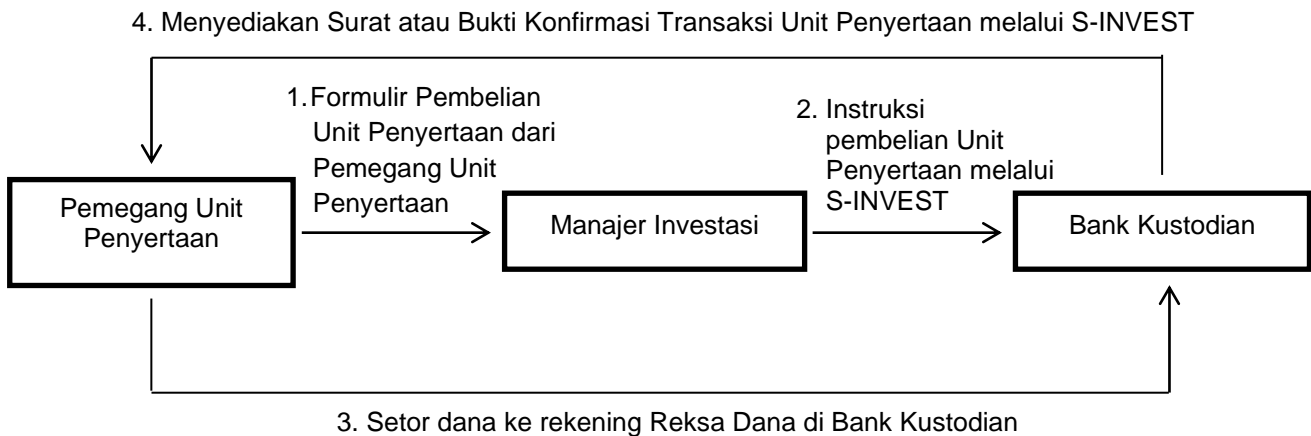 4. Menyediakan Surat atau Bukti Konfirmasi Transaksi Unit Penyertaan melalui S-INVEST
1.Formulir Pembelian
Unit Penyertaan dari
Pemegang Unit
Penyertaan
2. Instruksi
pembelian Unit
Penyertaan melalui
S-INVEST
Pemegang Unit
Penyertaan
Manajer Investasi
Bank Kustodian
3. Setor dana ke rekening Reksa Dana di Bank Kustodian